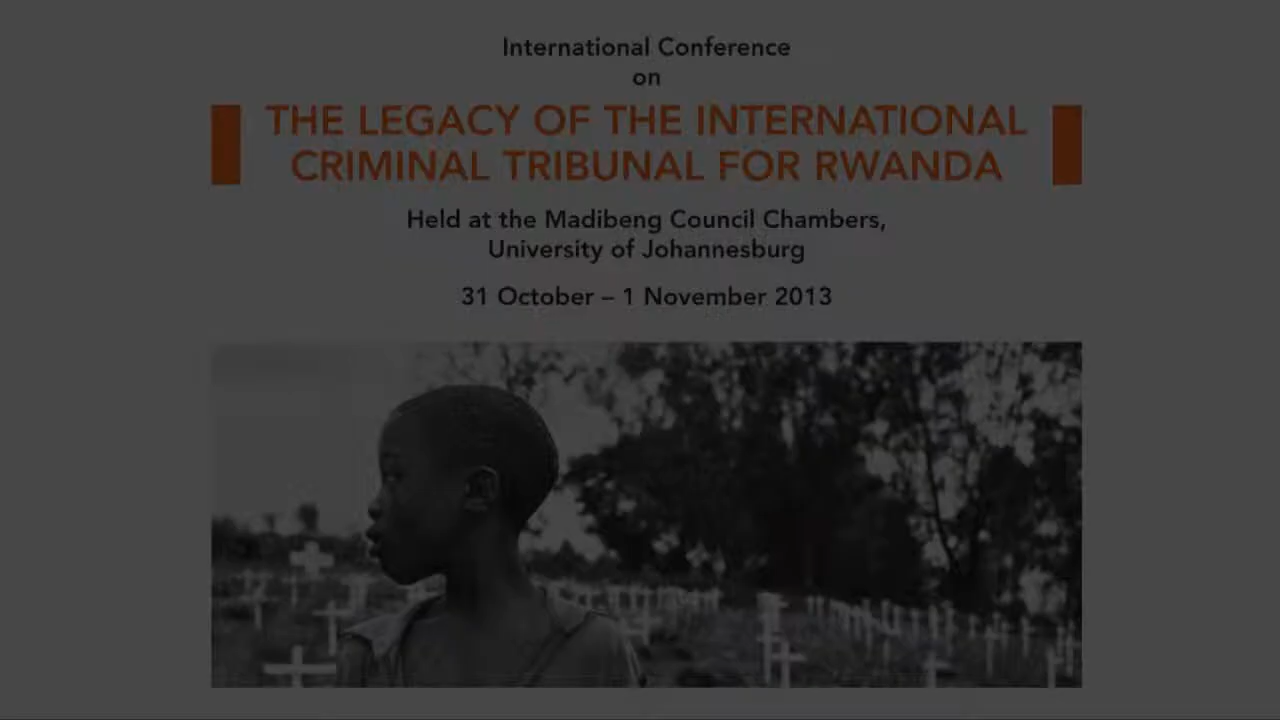 International Conference
on
THE LEGACY OF THE INTERNATIONAL
CRIMINAL TRIBUNAL FOR RWANDA
Held at the Madibeng Council Chambers,
University of Johannesburg
31 October – 1 November 2013